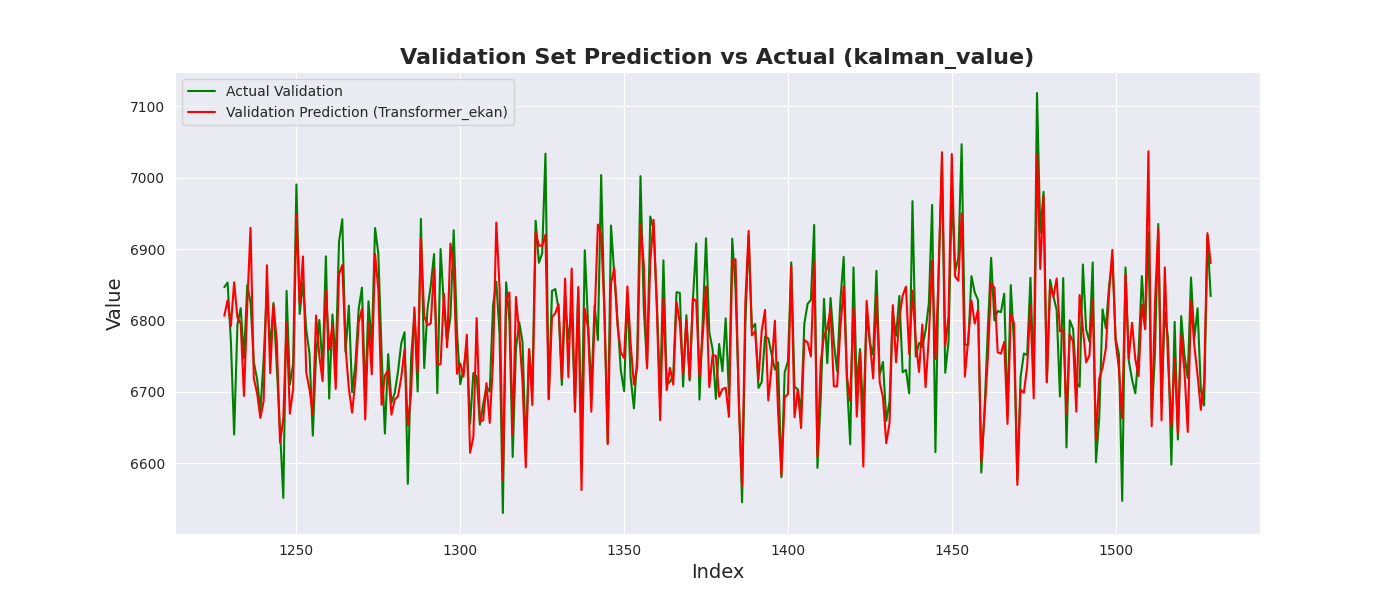 Validation Set Prediction vs Actual (kalman_value)
Actual Validation
Validation Prediction (Transformer_ekan)
Value
7100
7000
6900
6800
6700
6600
1250 1300 1350 1400 1450 1500
Index